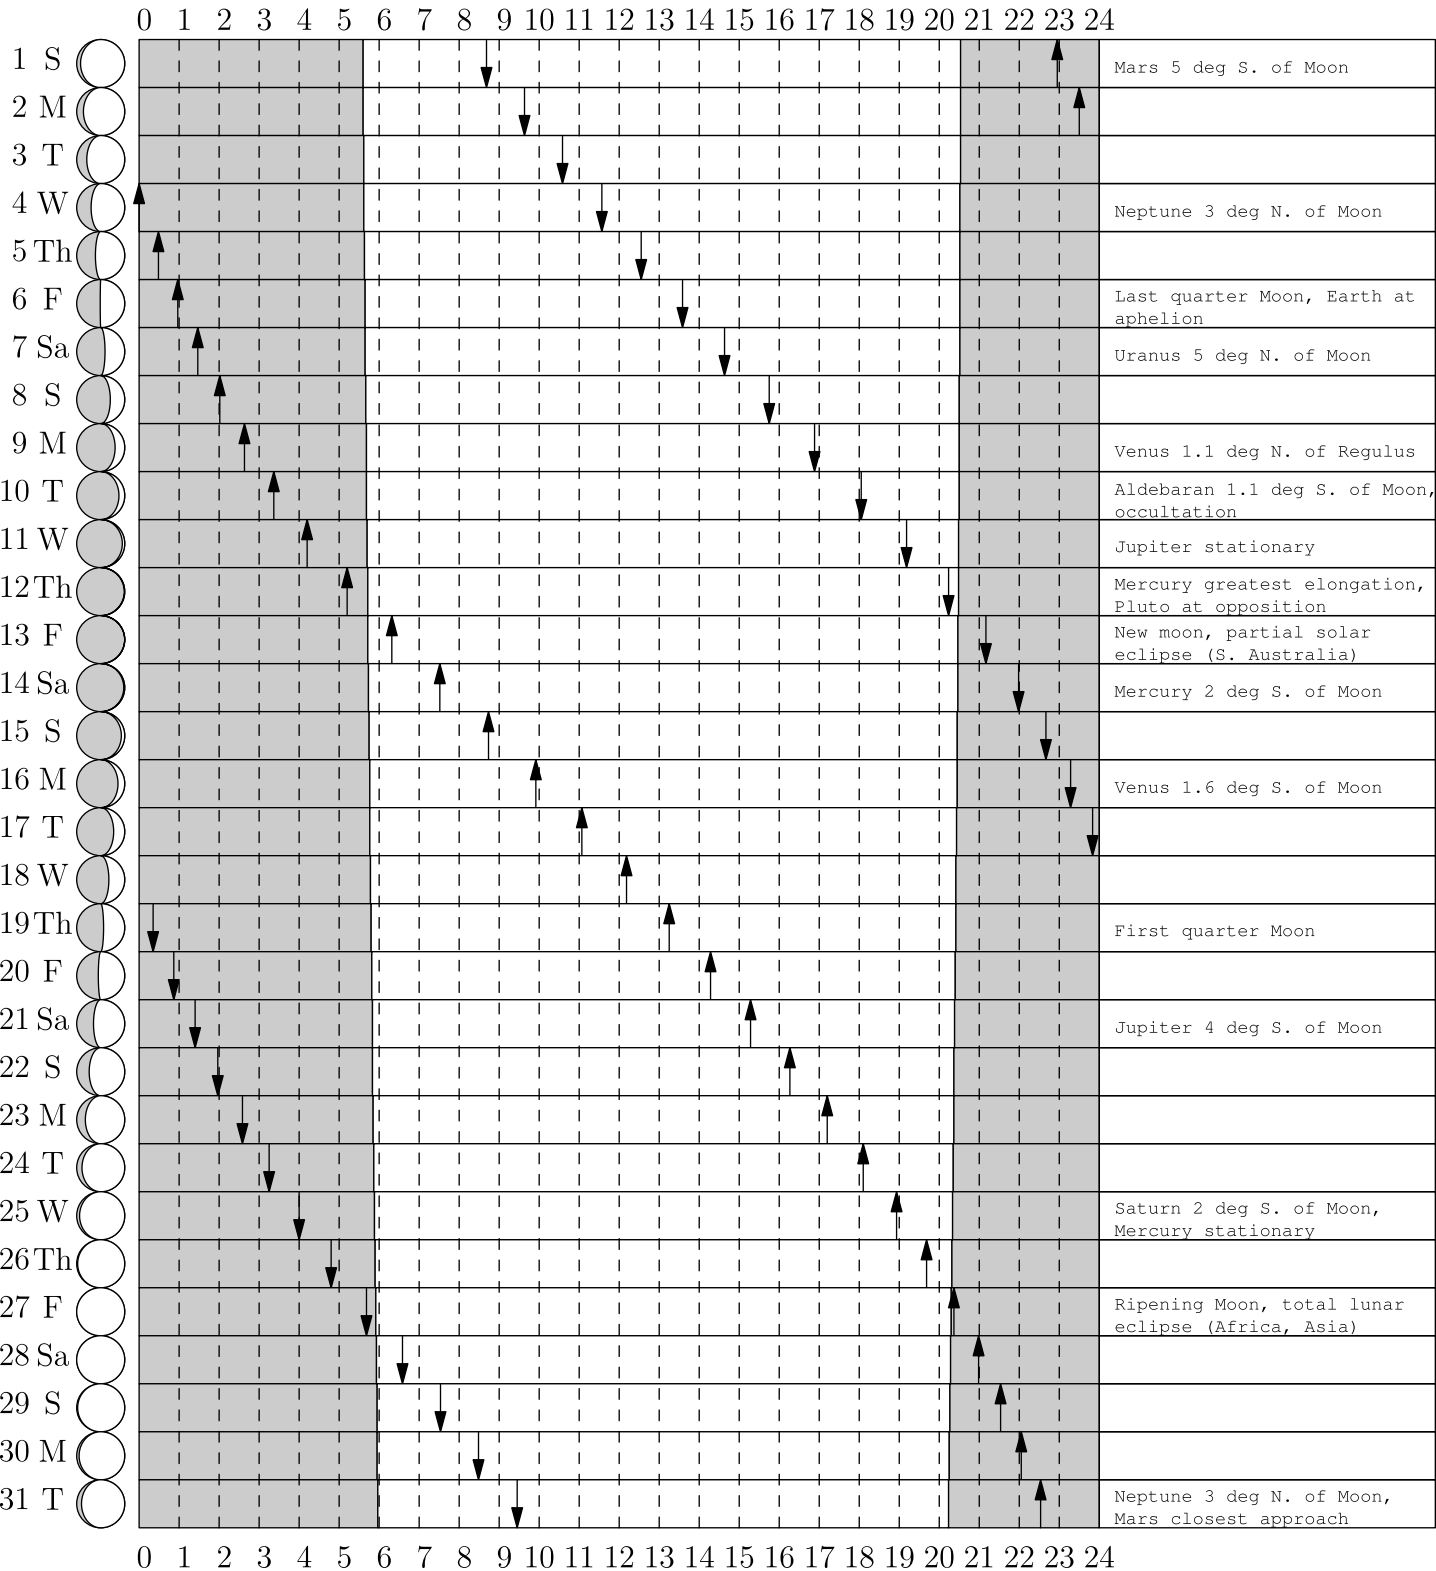 0 1 2 3 4 5 6 7 8 9 10 11 12 13 14 15 16 17 18 19 20 21 22 23 24
1 S Mars 5 deg S. of Moon
2 M
3 T
4 W Neptune 3 deg N. of Moon
5 Th
6 F Last quarter Moon, Earth at
aphelion
7 Sa Uranus 5 deg N. of Moon
8 S
9 M Venus 1.1 deg N. of Regulus
10 T Aldebaran 1.1 deg S. of Moon,
occultation
11 W Jupiter stationary
12 Th Mercury greatest elongation,
Pluto at opposition
13 F New moon, partial solar
eclipse (S. Australia)
14 Sa Mercury 2 deg S. of Moon
15 S
16 M Venus 1.6 deg S. of Moon
17 T
18 W
19 Th First quarter Moon
20 F
21 Sa Jupiter 4 deg S. of Moon
22 S
23 M
24 T
25 W Saturn 2 deg S. of Moon,
Mercury stationary
26 Th
27 F Ripening Moon, total lunar
eclipse (Africa, Asia)
28 Sa
29 S
30 M
31 T Neptune 3 deg N. of Moon,
Mars closest approach
0 1 2 3 4 5 6 7 8 9 10 11 12 13 14 15 16 17 18 19 20 21 22 23 24